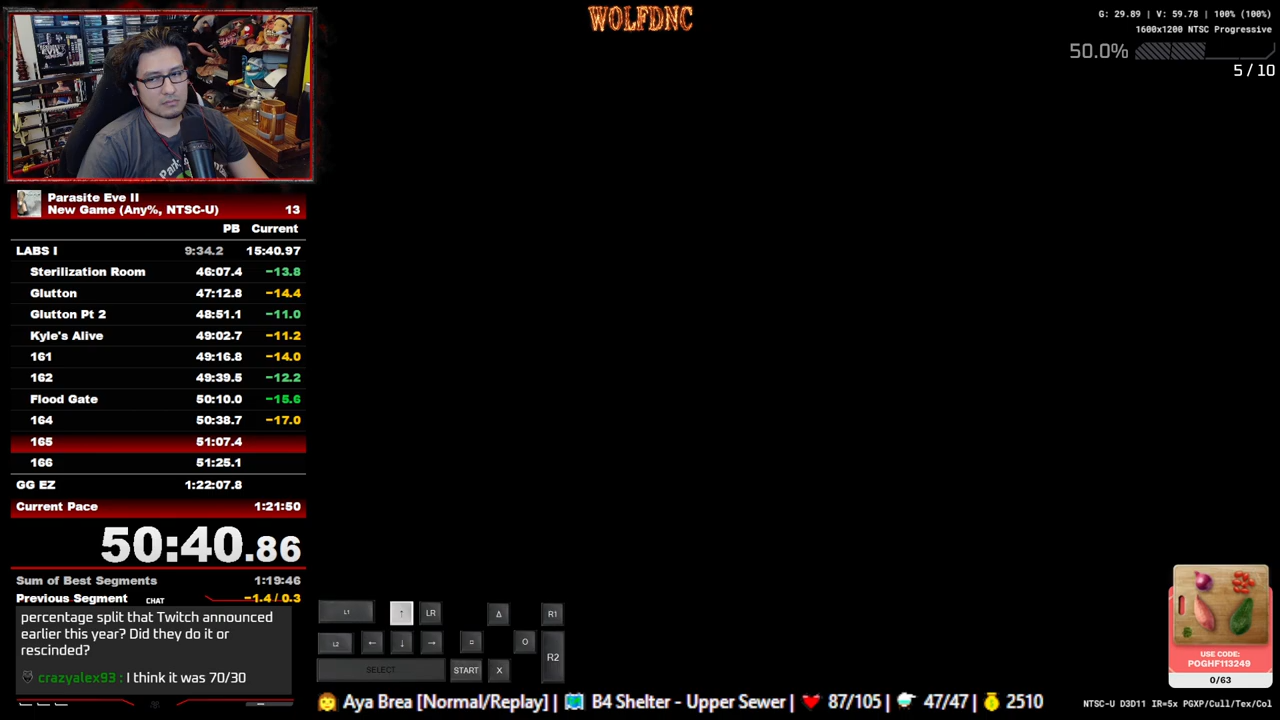 WOLFDNC
G: 29.89 | V: 59.78 | 100% (100%)
1600x1200 NTSC Progressive
50.0%
5 / 10
Parasite Eve II
New Game (Any%, NTSC-U) 13
PB Current
LABS I 9:34.2 15:40.97
Sterilization Room 46:07.4 −13.8
Glutton 47:12.8 −14.4
Glutton Pt 2 48:51.1 −11.0
Kyle's Alive 49:02.7 −11.2
161 49:16.8 −14.0
162 49:39.5 −12.2
Flood Gate 50:10.0 −15.6
164 50:38.7 −17.0
165 51:07.4
166 51:25.1
GG EZ 1:22:07.8
Current Pace 1:21:50
50:40.86
Sum of Best Segments 1:19:46
Previous Segment −1.4 / 0.3
CHAT
percentage split that Twitch announced
earlier this year? Did they do it or
rescinded?
crazyalex93 : I think it was 70/30
L1 ↑ LR Δ R1
L2 ← ↓ → □ O R2
SELECT START X
USE CODE:
POGHF113249
0/63
Aya Brea [Normal/Replay] | B4 Shelter - Upper Sewer | 87/105 | 47/47 | 2510
NTSC-U D3D11 IR=5x PGXP/Cull/Tex/Col